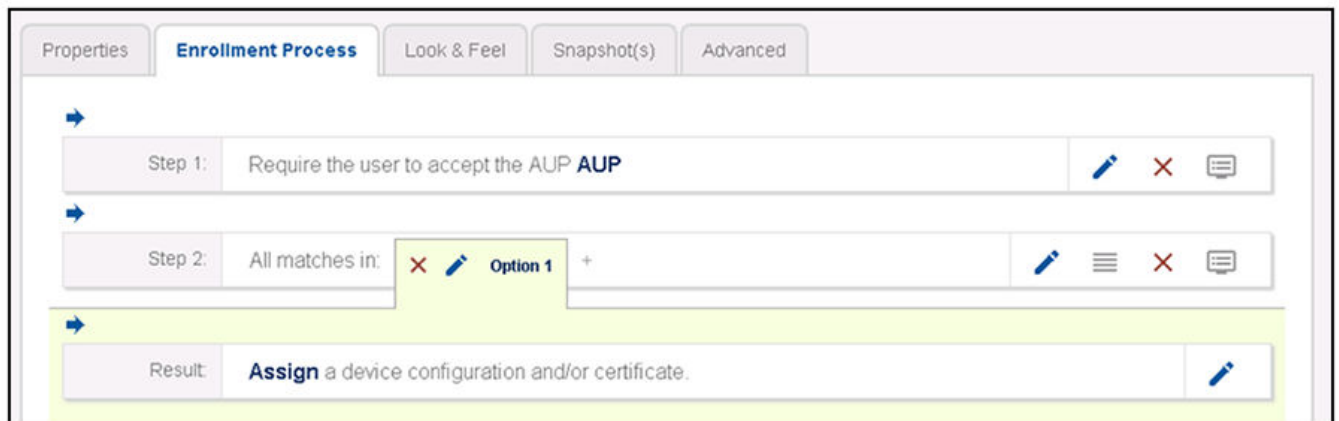 Properties Enrollment Process Look & Feel Snapshot(s) Advanced
Step 1: Require the user to accept the AUP AUP
Step 2: All matches in: Option 1 +
Result: Assign a device configuration and/or certificate.